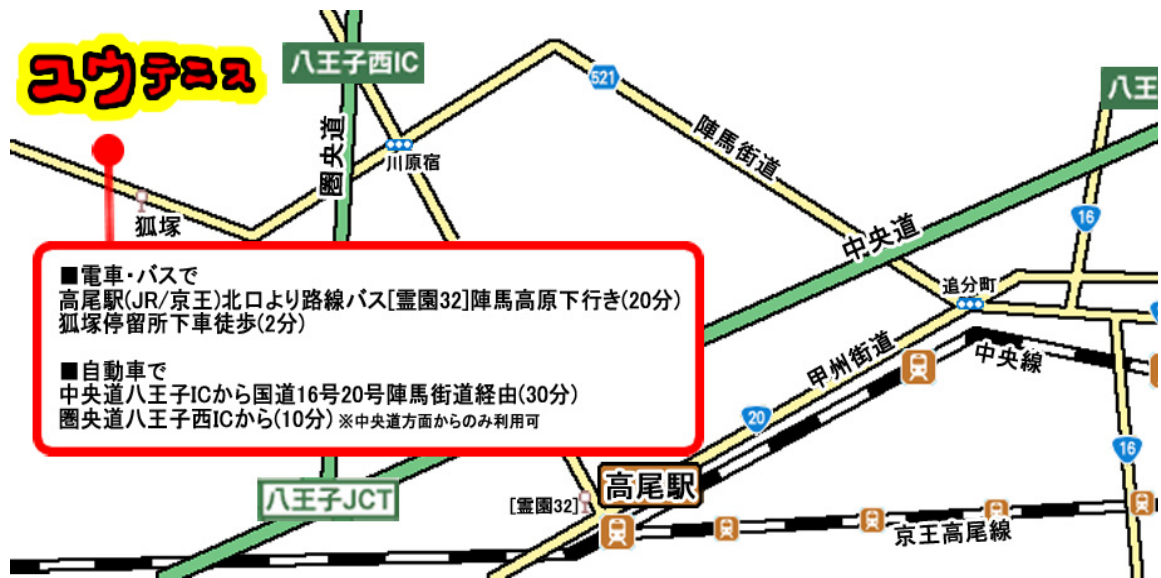 ユウテニス
八王子西IC
521
八王
圏央道
川原宿
陣馬街道
16
狐塚
中央道
■電車・バスで
高尾駅(JR/京王)北口より路線バス[霊園32]陣馬高原下行き(20分)
狐塚停留所下車徒歩(2分)
■自動車で
中央道八王子ICから国道16号20号陣馬街道経由(30分)
圏央道八王子西ICから(10分)※中央道方面からのみ利用可
追分町
甲州街道
中央線
20
16
八王子JCT
[霊園32]
高尾駅
京王高尾線